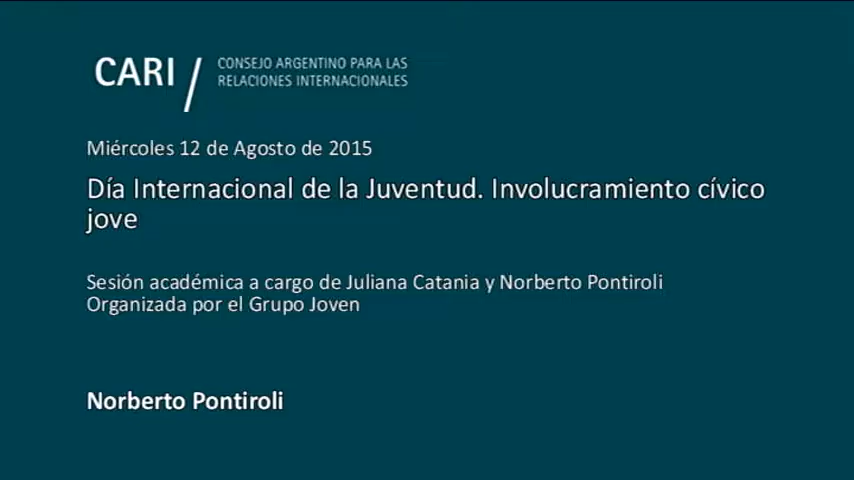 CARI
CONSEJO ARGENTINO PARA LAS
RELACIONES INTERNACIONALES
Miércoles 12 de Agosto de 2015
Día Internacional de la Juventud. Involucramiento cívico
jove
Sesión académica a cargo de Juliana Catania y Norberto Pontiroli
Organizada por el Grupo Joven
Norberto Pontiroli